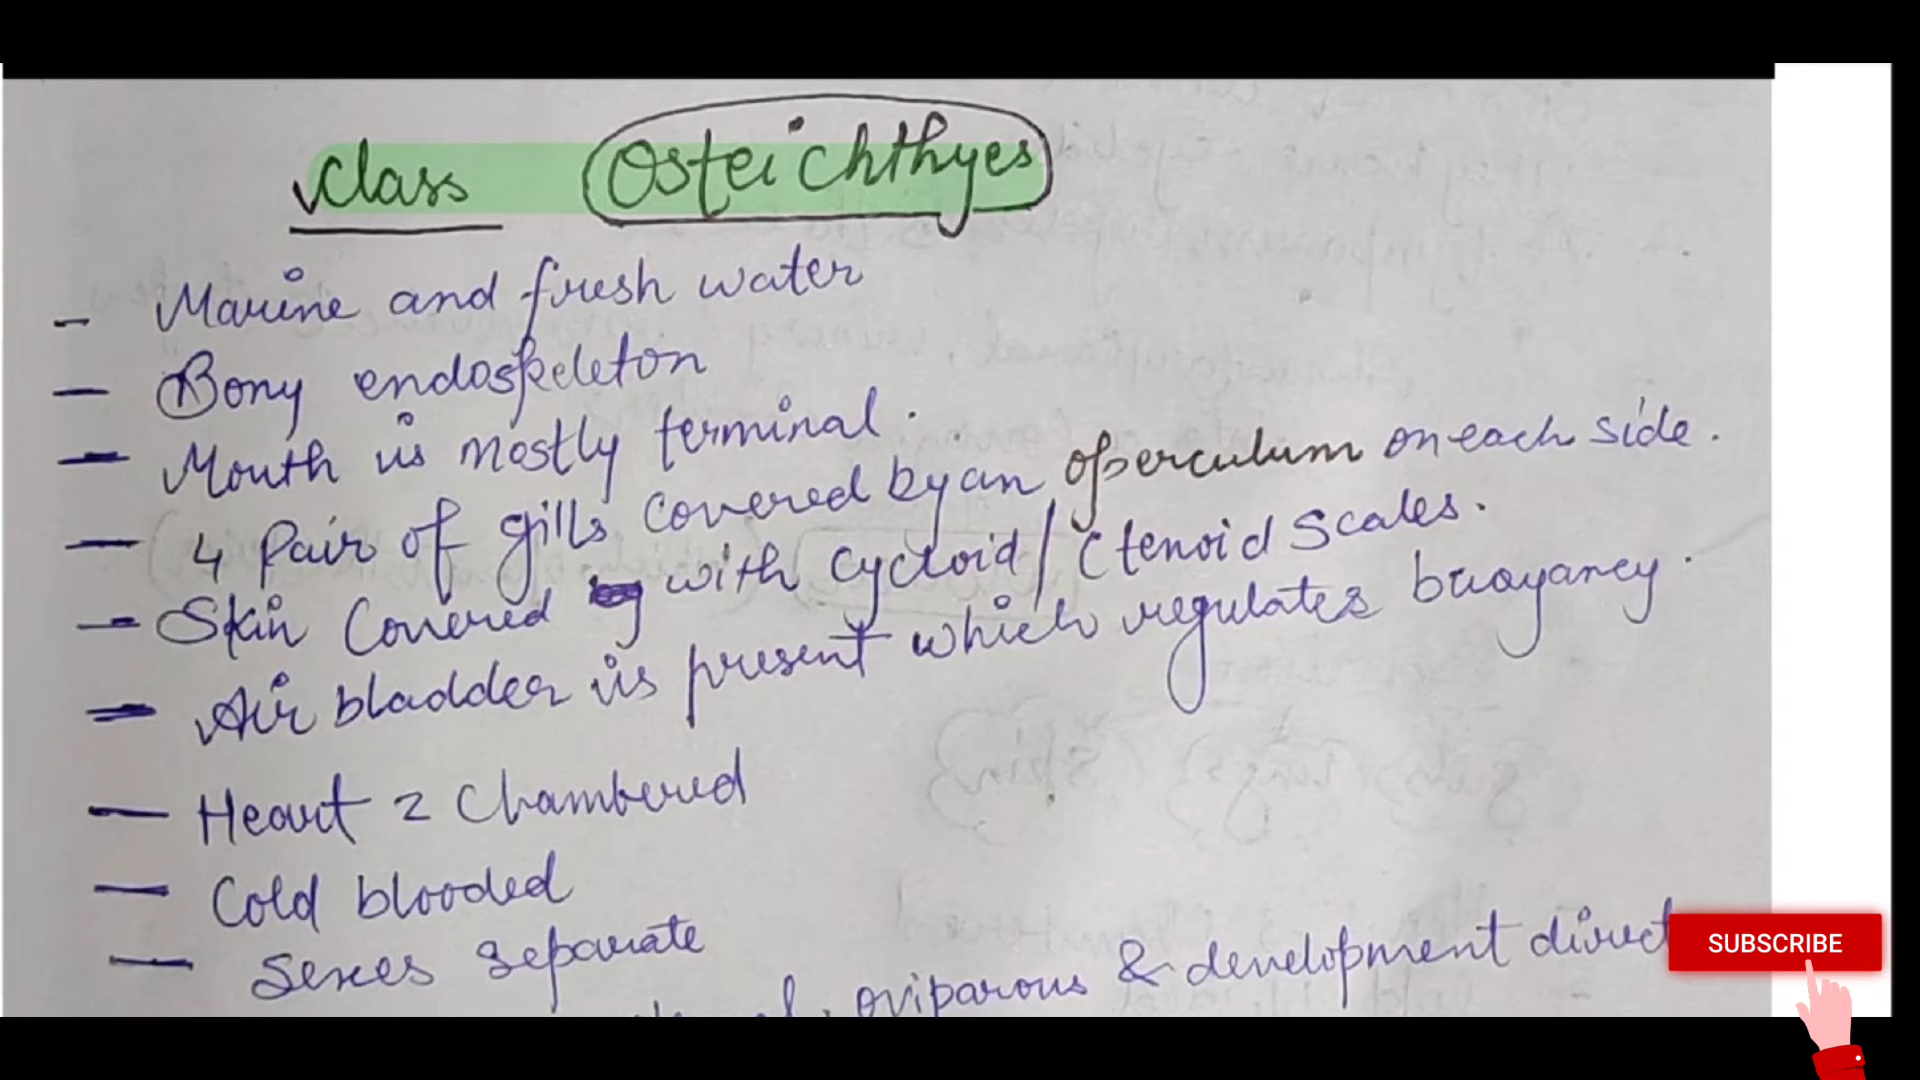 Class Osteichthyes
- Marine and fresh water
- Bony endoskeleton
- Mouth is mostly terminal.
- 4 Pair of gills covered by an operculum on each side.
- Skin Covered with cycloid / Ctenoid Scales.
- Air bladder is present which regulates buoyancy.
- Heart 2 Chambered
- Cold blooded
- Sexes separate
oviparous & development direct
SUBSCRIBE